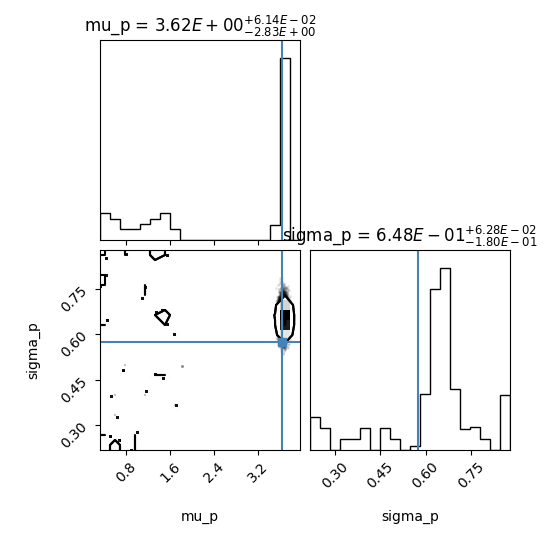 mu_p = 3.62E+00+6.14E−02
−2.83E+00
sigma_p = 6.48E−01+6.28E−02
−1.80E−01
sigma_p
0.75
0.60
0.45
0.30
0.8 1.6 2.4 3.2
0.30 0.45 0.60 0.75
mu_p
sigma_p